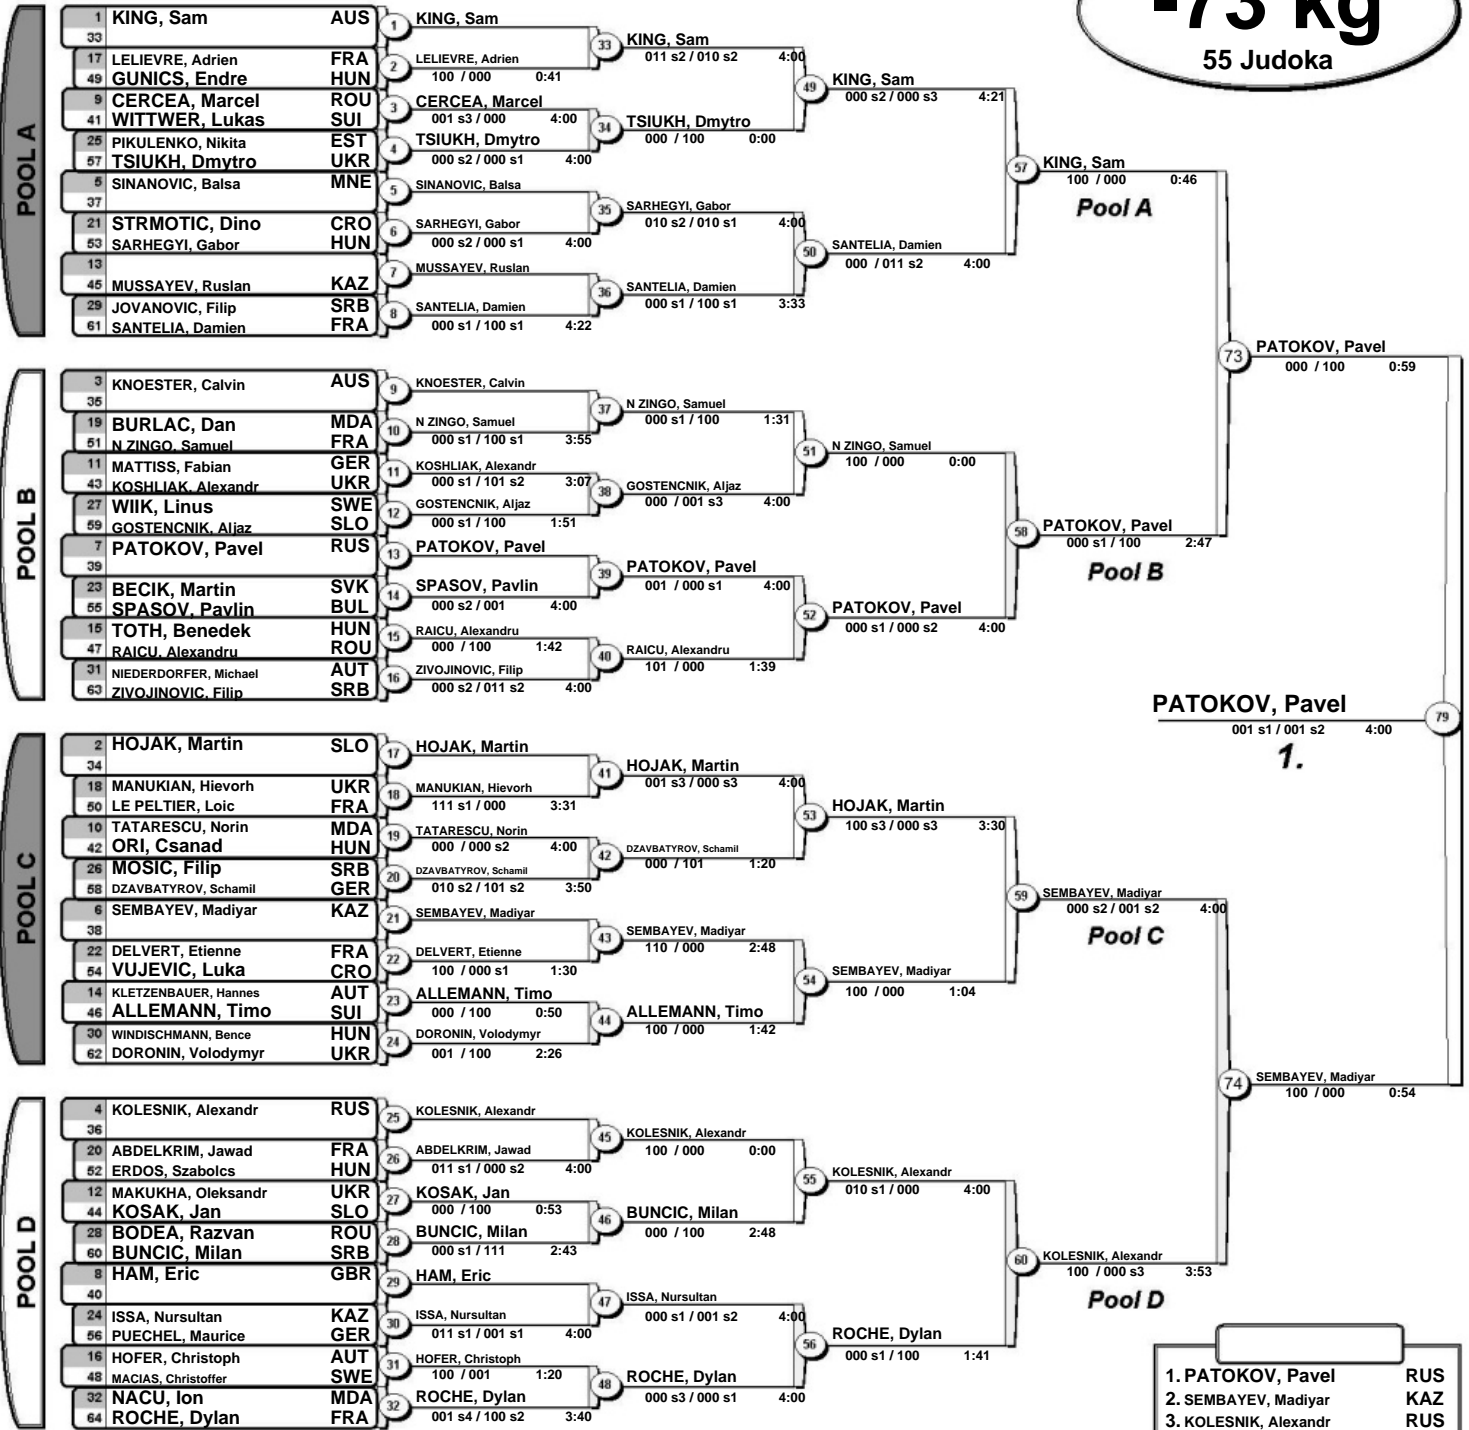 -73 kg
55 Judoka
POOL A
1 KING, Sam AUS
33
17 LELIEVRE, Adrien FRA
49 GUNICS, Endre HUN
9 CERCEA, Marcel ROU
41 WITTWER, Lukas SUI
25 PIKULENKO, Nikita EST
57 TSIUKH, Dmytro UKR
5 SINANOVIC, Balsa MNE
37
21 STRMOTIC, Dino CRO
53 SARHEGYI, Gabor HUN
13
45 MUSSAYEV, Ruslan KAZ
29 JOVANOVIC, Filip SRB
61 SANTELIA, Damien FRA
1 KING, Sam
2 LELIEVRE, Adrien
100 / 000 0:41
3 CERCEA, Marcel
001 s3 / 000 4:00
4 TSIUKH, Dmytro
000 s2 / 000 s1 4:00
5 SINANOVIC, Balsa
6 SARHEGYI, Gabor
000 s2 / 000 s1 4:00
7 MUSSAYEV, Ruslan
8 SANTELIA, Damien
000 s1 / 100 s1 4:22
33 KING, Sam
011 s2 / 010 s2 4:00
34 TSIUKH, Dmytro
000 / 100 0:00
35 SARHEGYI, Gabor
010 s2 / 010 s1 4:00
36 SANTELIA, Damien
000 s1 / 100 s1 3:33
49 KING, Sam
000 s2 / 000 s3 4:21
50 SANTELIA, Damien
000 / 011 s2 4:00
57 KING, Sam
100 / 000 0:46
Pool A
POOL B
3 KNOESTER, Calvin AUS
35
19 BURLAC, Dan MDA
51 N ZINGO, Samuel FRA
11 MATTISS, Fabian GER
43 KOSHLIAK, Alexandr UKR
27 WIIK, Linus SWE
59 GOSTENCNIK, Aljaz SLO
7 PATOKOV, Pavel RUS
39
23 BECIK, Martin SVK
55 SPASOV, Pavlin BUL
15 TOTH, Benedek HUN
47 RAICU, Alexandru ROU
31 NIEDERDORFER, Michael AUT
63 ZIVOJINOVIC, Filip SRB
9 KNOESTER, Calvin
10 N ZINGO, Samuel
000 s1 / 100 s1 3:55
11 KOSHLIAK, Alexandr
000 s1 / 101 s2 3:07
12 GOSTENCNIK, Aljaz
000 s1 / 100 1:51
13 PATOKOV, Pavel
14 SPASOV, Pavlin
000 s2 / 001 4:00
15 RAICU, Alexandru
000 / 100 1:42
16 ZIVOJINOVIC, Filip
000 s2 / 011 s2 4:00
37 N ZINGO, Samuel
000 s1 / 100 1:31
38 GOSTENCNIK, Aljaz
000 / 001 s3 4:00
39 PATOKOV, Pavel
001 / 000 s1 4:00
40 RAICU, Alexandru
101 / 000 1:39
51 N ZINGO, Samuel
100 / 000 0:00
52 PATOKOV, Pavel
000 s1 / 000 s2 4:00
58 PATOKOV, Pavel
000 s1 / 100 2:47
Pool B
73 PATOKOV, Pavel
000 / 100 0:59
PATOKOV, Pavel 79
001 s1 / 001 s2 4:00
1.
POOL C
2 HOJAK, Martin SLO
34
18 MANUKIAN, Hievorh UKR
50 LE PELTIER, Loic FRA
10 TATARESCU, Norin MDA
42 ORI, Csanad HUN
26 MOSIC, Filip SRB
58 DZAVBATYROV, Schamil GER
6 SEMBAYEV, Madiyar KAZ
38
22 DELVERT, Etienne FRA
54 VUJEVIC, Luka CRO
14 KLETZENBAUER, Hannes AUT
46 ALLEMANN, Timo SUI
30 WINDISCHMANN, Bence HUN
62 DORONIN, Volodymyr UKR
17 HOJAK, Martin
18 MANUKIAN, Hievorh
111 s1 / 000 3:31
19 TATARESCU, Norin
000 / 000 s2 4:00
20 DZAVBATYROV, Schamil
010 s2 / 101 s2 3:50
21 SEMBAYEV, Madiyar
22 DELVERT, Etienne
100 / 000 s1 1:30
23 ALLEMANN, Timo
000 / 100 0:50
24 DORONIN, Volodymyr
001 / 100 2:26
41 HOJAK, Martin
001 s3 / 000 s3 4:00
42 DZAVBATYROV, Schamil
000 / 101 1:20
43 SEMBAYEV, Madiyar
110 / 000 2:48
44 ALLEMANN, Timo
100 / 000 1:42
53 HOJAK, Martin
100 s3 / 000 s3 3:30
54 SEMBAYEV, Madiyar
100 / 000 1:04
59 SEMBAYEV, Madiyar
000 s2 / 001 s2 4:00
Pool C
74 SEMBAYEV, Madiyar
100 / 000 0:54
POOL D
4 KOLESNIK, Alexandr RUS
36
20 ABDELKRIM, Jawad FRA
52 ERDOS, Szabolcs HUN
12 MAKUKHA, Oleksandr UKR
44 KOSAK, Jan SLO
28 BODEA, Razvan ROU
60 BUNCIC, Milan SRB
8 HAM, Eric GBR
40
24 ISSA, Nursultan KAZ
56 PUECHEL, Maurice GER
16 HOFER, Christoph AUT
48 MACIAS, Christoffer SWE
32 NACU, Ion MDA
64 ROCHE, Dylan FRA
25 KOLESNIK, Alexandr
26 ABDELKRIM, Jawad
011 s1 / 000 s2 4:00
27 KOSAK, Jan
000 / 100 0:53
28 BUNCIC, Milan
000 s1 / 111 2:43
29 HAM, Eric
30 ISSA, Nursultan
011 s1 / 001 s1 4:00
31 HOFER, Christoph
100 / 001 1:20
32 ROCHE, Dylan
001 s4 / 100 s2 3:40
45 KOLESNIK, Alexandr
100 / 000 0:00
46 BUNCIC, Milan
000 / 100 2:48
47 ISSA, Nursultan
000 s1 / 001 s2 4:00
48 ROCHE, Dylan
000 s3 / 000 s1 4:00
55 KOLESNIK, Alexandr
010 s1 / 000 4:00
56 ROCHE, Dylan
000 s1 / 100 1:41
60 KOLESNIK, Alexandr
100 / 000 s3 3:53
Pool D
1. PATOKOV, Pavel RUS
2. SEMBAYEV, Madiyar KAZ
3. KOLESNIK, Alexandr RUS